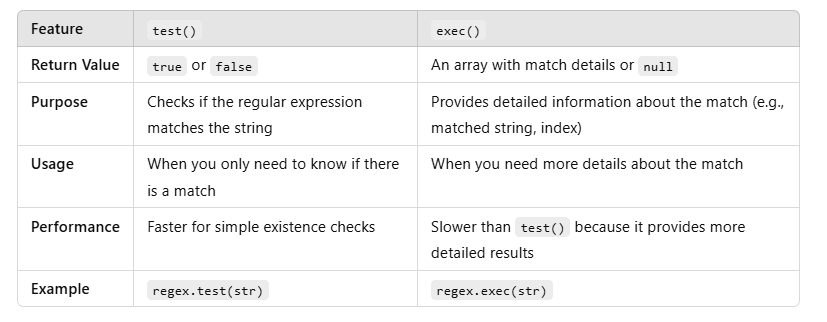 Feature test() exec()
Return Value true or false An array with match details or null
Purpose Checks if the regular expression Provides detailed information about the match (e.g.,
matches the string matched string, index)
Usage When you only need to know if there When you need more details about the match
is a match
Performance Faster for simple existence checks Slower than test() because it provides more
detailed results
Example regex.test(str) regex.exec(str)